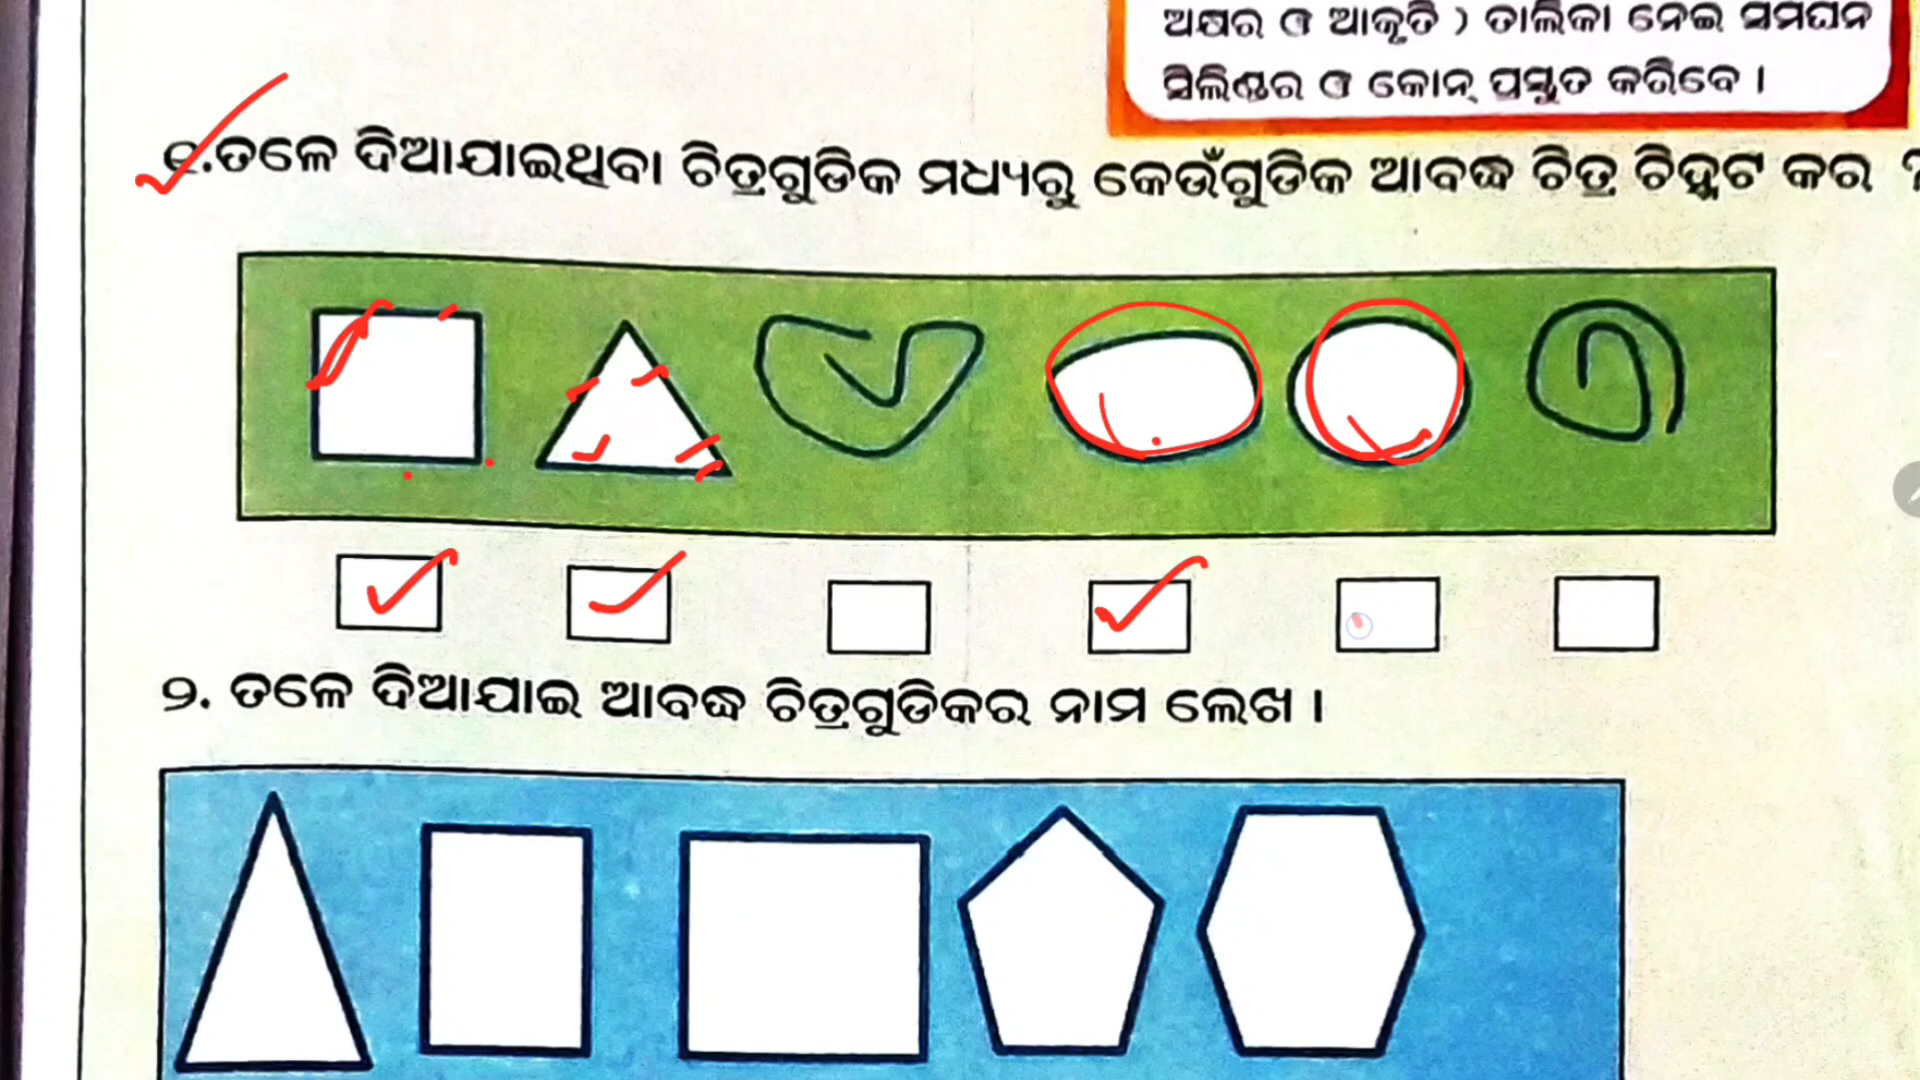 ଅକ୍ଷର ଓ ଆକୃତି ) ତାଲିକା ନେଇ ସମଘନ
ସିଲିଣ୍ଡର ଓ କୋନ୍ ପ୍ରସ୍ତୁତ କରିବେ ।
୧.ତଳେ ଦିଆଯାଇଥିବା ଚିତ୍ରଗୁଡିକ ମଧ୍ୟରୁ କେଉଁଗୁଡିକ ଆବଦ୍ଧ ଚିତ୍ର ଚିହ୍ନଟ କର ?
୨. ତଳେ ଦିଆଯାଇ ଆବଦ୍ଧ ଚିତ୍ରଗୁଡିକର ନାମ ଲେଖ ।